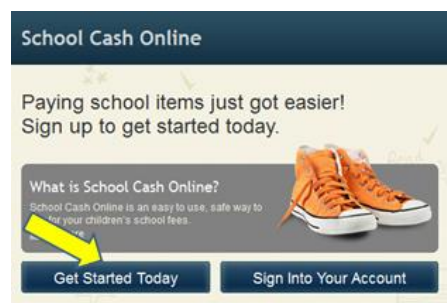 School Cash Online
Paying school items just got easier!
Sign up to get started today.
What is School Cash Online?
School Cash Online is an easy to use, safe way to
for your children's school fees.
Get Started Today
Sign Into Your Account